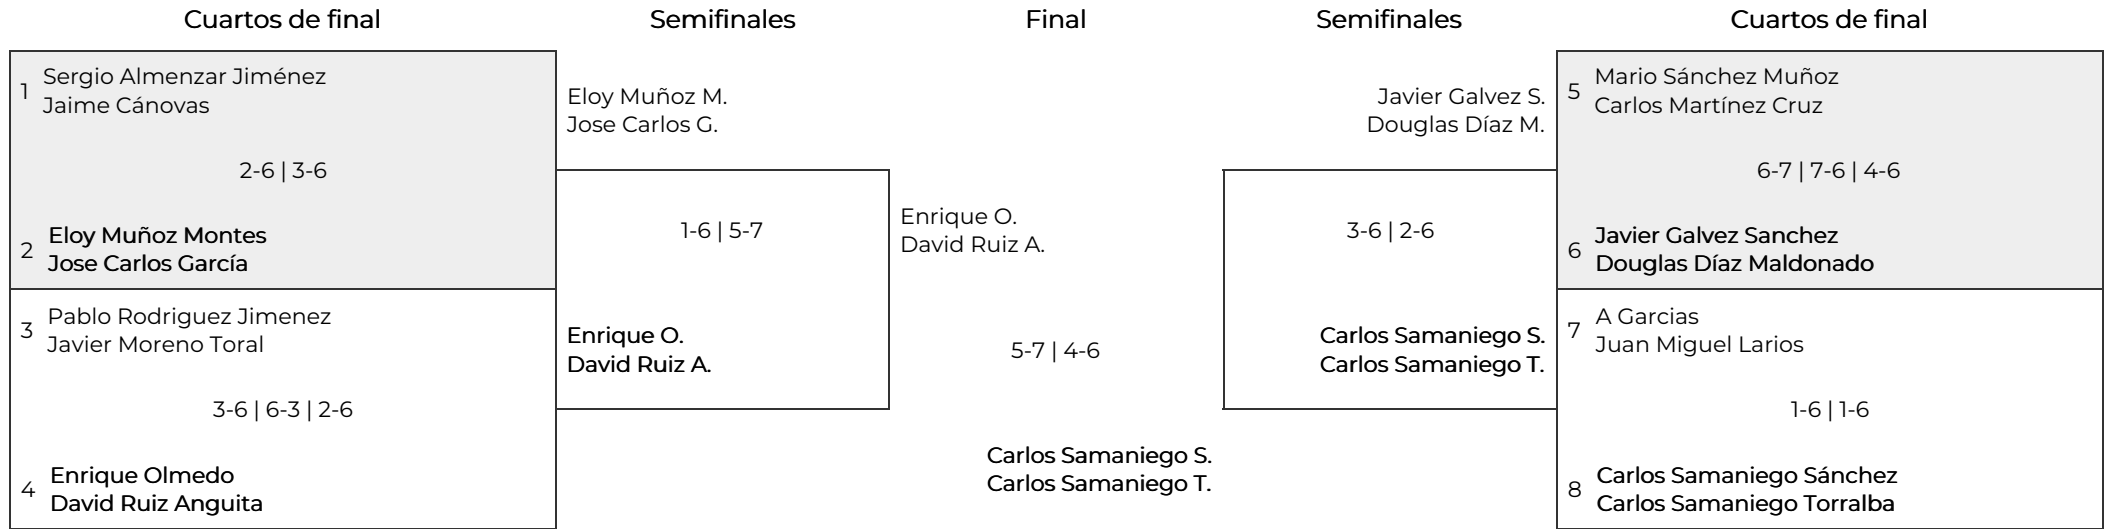 Cuartos de final
Semifinales
Final
Semifinales
Cuartos de final
1
Sergio Almenzar Jiménez
Jaime Cánovas
2-6 | 3-6
2
Eloy Muñoz Montes
Jose Carlos García
3
Pablo Rodriguez Jimenez
Javier Moreno Toral
3-6 | 6-3 | 2-6
4
Enrique Olmedo
David Ruiz Anguita
Eloy Muñoz M.
Jose Carlos G.
1-6 | 5-7
Enrique O.
David Ruiz A.
Enrique O.
David Ruiz A.
5-7 | 4-6
Carlos Samaniego S.
Carlos Samaniego T.
Javier Galvez S.
Douglas Díaz M.
3-6 | 2-6
Carlos Samaniego S.
Carlos Samaniego T.
5
Mario Sánchez Muñoz
Carlos Martínez Cruz
6-7 | 7-6 | 4-6
6
Javier Galvez Sanchez
Douglas Díaz Maldonado
7
A Garcias
Juan Miguel Larios
1-6 | 1-6
8
Carlos Samaniego Sánchez
Carlos Samaniego Torralba